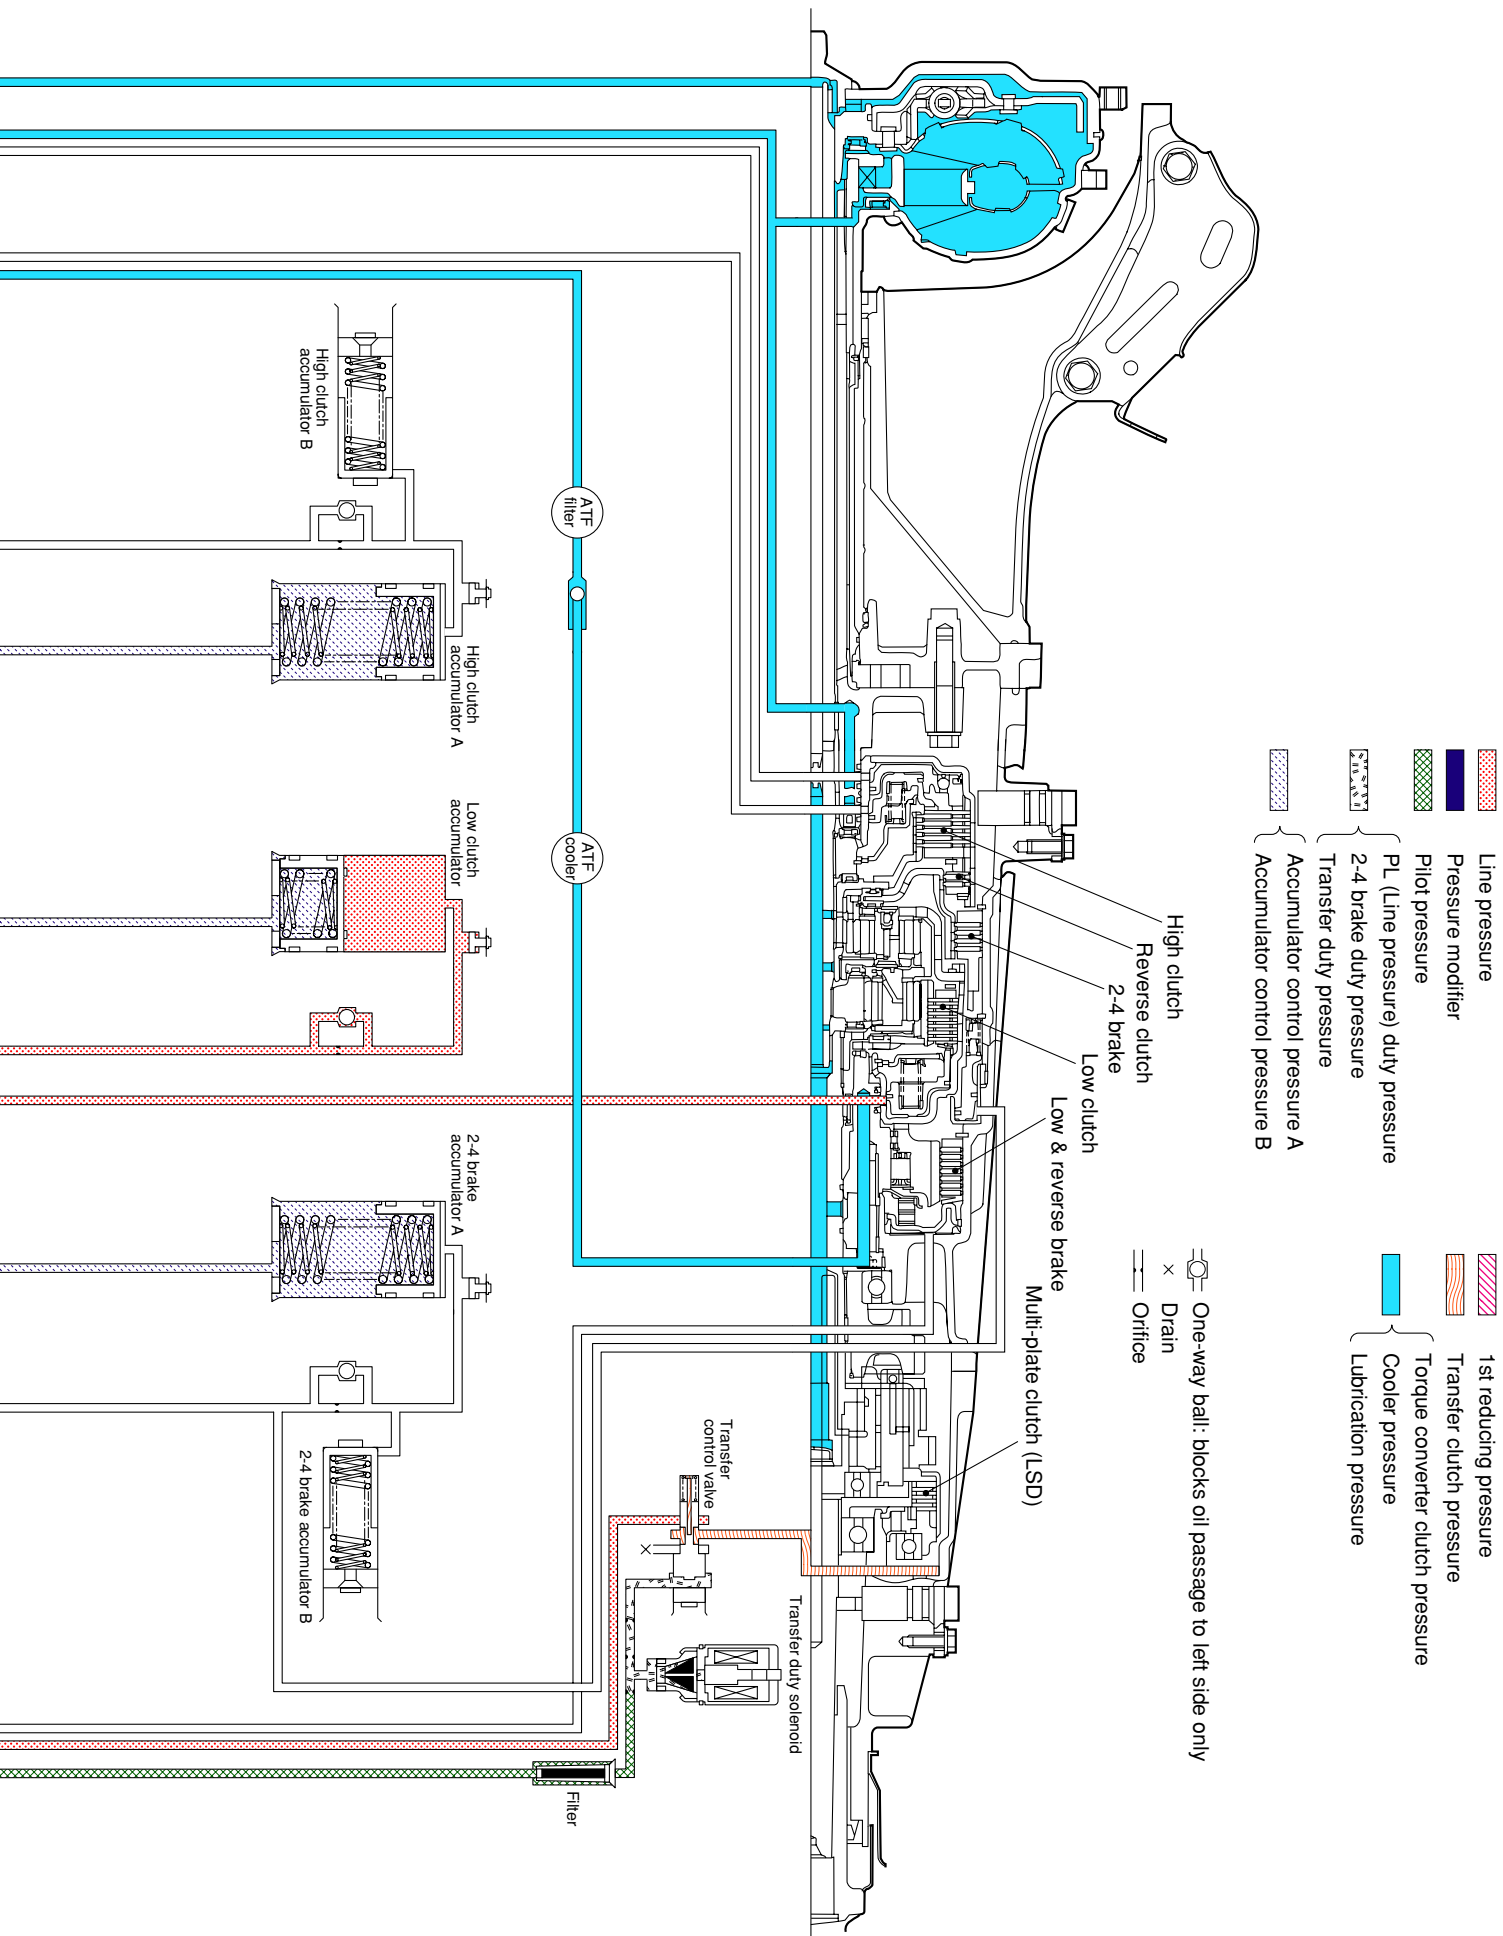 Line pressure
Pressure modifier
Pilot pressure
PL (Line pressure) duty pressure
2-4 brake duty pressure
Transfer duty pressure
Accumulator control pressure A
Accumulator control pressure B
1st reducing pressure
Transfer clutch pressure
Torque converter clutch pressure
Cooler pressure
Lubrication pressure
One-way ball: blocks oil passage to left side only
Drain
Orifice
High clutch
Reverse clutch
2-4 brake
Low clutch
Low & reverse brake
Multi-plate clutch (LSD)
ATF
filter
ATF
cooler
High clutch
accumulator B
High clutch
accumulator A
Low clutch
accumulator
2-4 brake
accumulator A
2-4 brake accumulator B
Transfer
control valve
Transfer duty solenoid
Filter